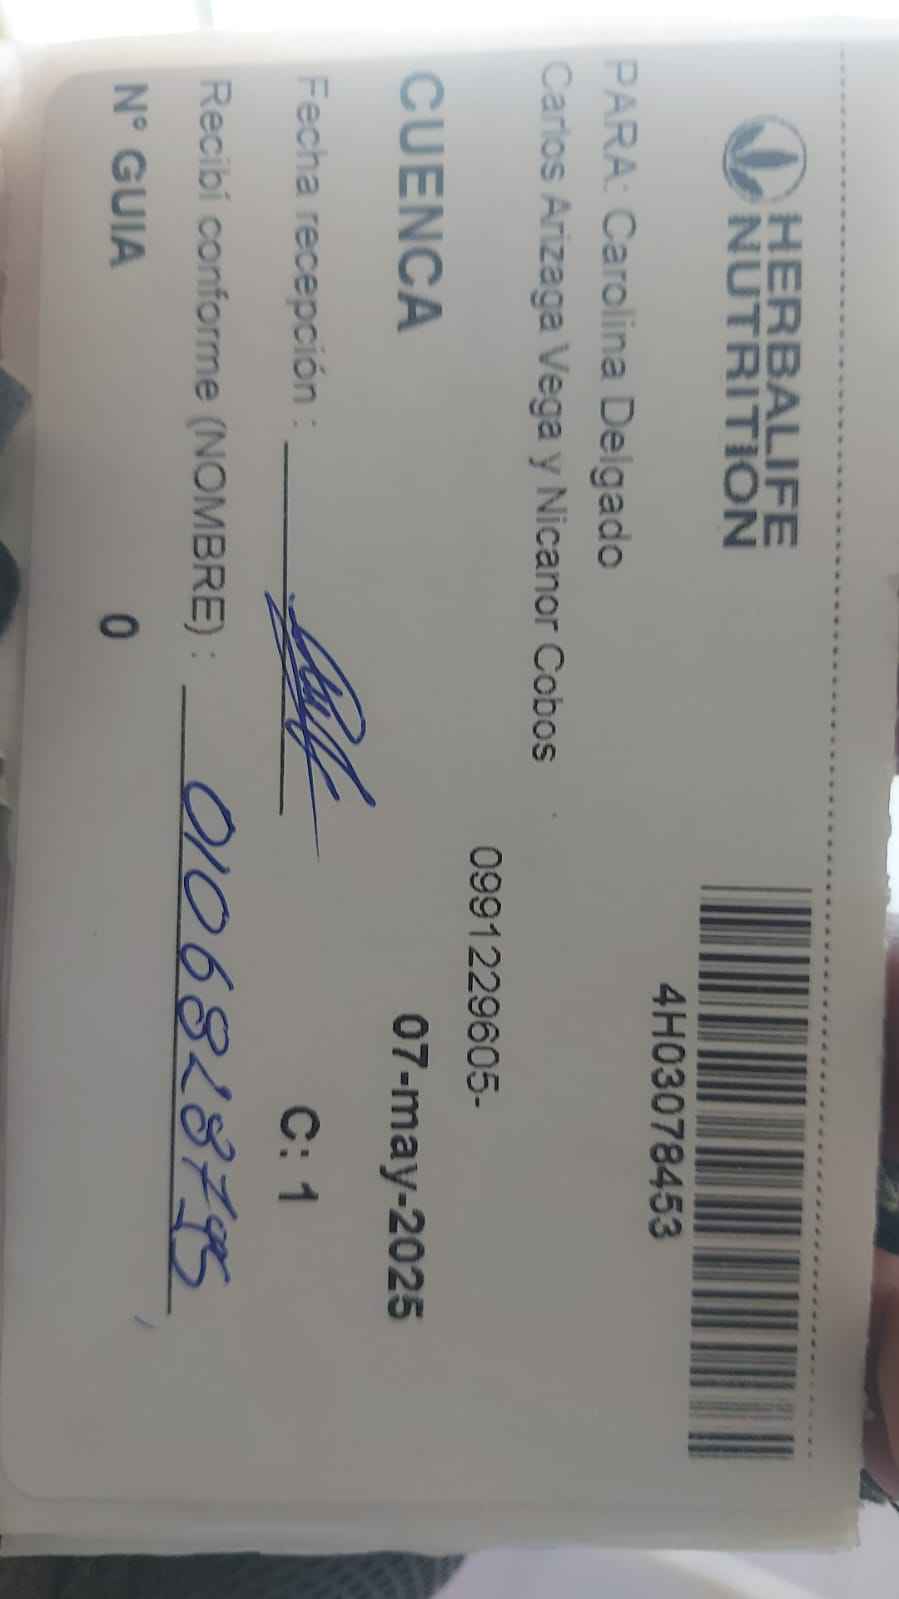 HERBALIFE
NUTRITION
4H03078453
PARA: Carolina Delgado
Carlos Arizaga Vega y Nicanor Cobos
0991229605-
CUENCA 07-may-2025
Fecha recepción : C: 1
Recibí conforme (NOMBRE) :
N° GUIA 0